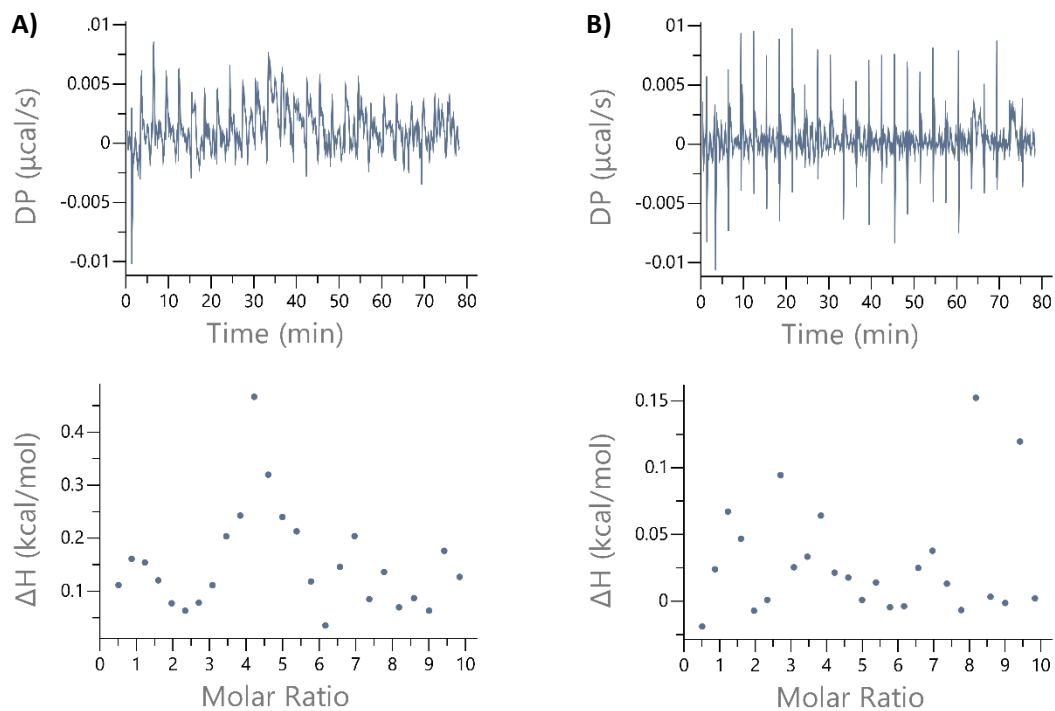 A)
.01
0.005
0
-0.005
-0.01
DP (μcal/s)
0 10 20 30 40 50 60 70 80
Time (min)
B)
.01
0.005
0
-0.005
-0.01
DP (μcal/s)
0 10 20 30 40 50 60 70 80
Time (min)
0.4
0.3
0.2
0.1
ΔH (kcal/mol)
0 1 2 3 4 5 6 7 8 9 10
Molar Ratio
0.15
0.1
0.05
0
ΔH (kcal/mol)
0 1 2 3 4 5 6 7 8 9 10
Molar Ratio